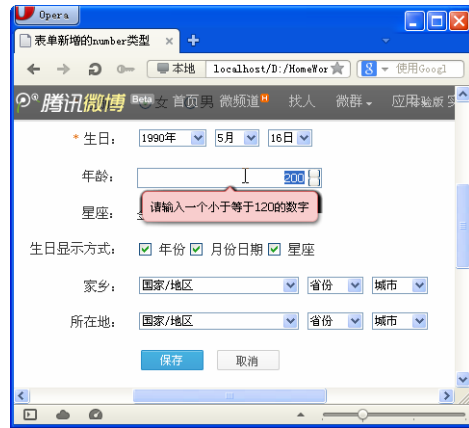 Opera
表单新增的number类型
本地 localhost/D:/HomeWor 使用Googl
腾讯微博 Beta 女 首页 男 微频道 找人 微群 应用
* 生日: 1990年 5月 16日
年龄: 200
请输入一个小于等于120的数字
星座:
生日显示方式: 年份 月份日期 星座
家乡: 国家/地区 省份 城市
所在地: 国家/地区 省份 城市
保存 取消